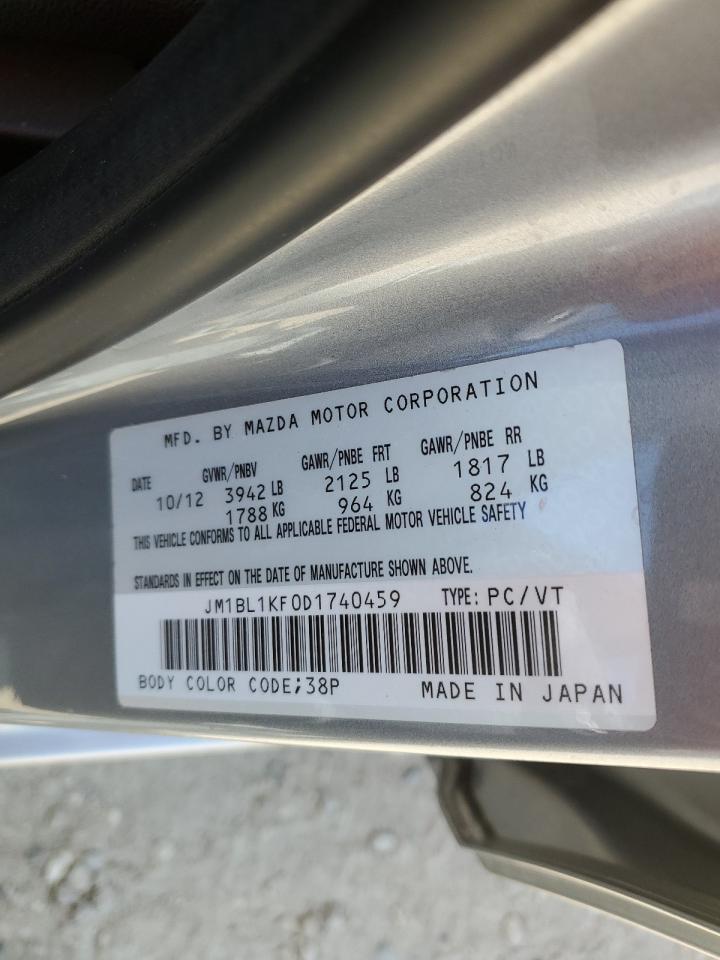 MFD. BY MAZDA MOTOR CORPORATION
DATE GVWR/PNBV GAWR/PNBE FRT GAWR/PNBE RR
10/12 3942 LB 2125 LB 1817 LB
1788 KG 964 KG 824 KG
THIS VEHICLE CONFORMS TO ALL APPLICABLE FEDERAL MOTOR VEHICLE SAFETY
STANDARDS IN EFFECT ON THE DATE OF MANUFACTURE SHOWN ABOVE.
JM1BL1KF0D1740459 TYPE: PC/VT
BODY COLOR CODE;38P MADE IN JAPAN